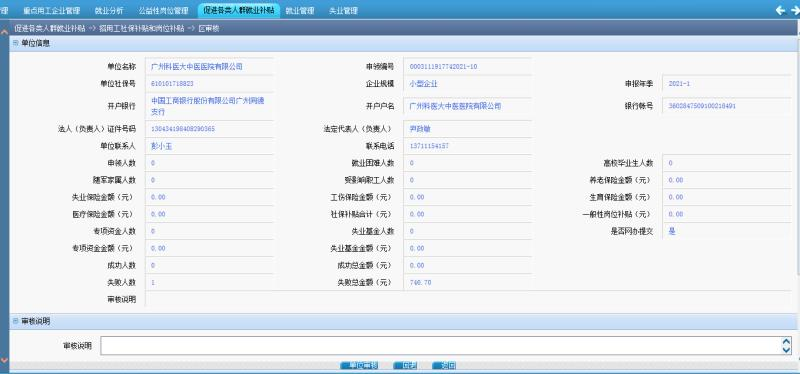 理 重点用工企业管理 就业分析 公益性岗位管理 促进各类人群就业补贴 就业管理 失业管理
促进各类人群就业补贴 -> 招用工社保补贴和岗位补贴 -> 区审核
单位信息
单位名称 广州科医大中医医院有限公司 申领编号 0003111917742021-10
单位社保号 610101718823 企业规模 小型企业 申报年季 2021-1
开户银行 中国工商银行股份有限公司广州网德支行 开户户名 广州科医大中医医院有限公司 银行帐号 3602847509100218491
法人（负责人）证件号码 130434198408290365 法定代表人（负责人） 尹政敏
单位联系人 彭小玉 联系电话 13711154157
申领人数 0 就业困难人数 0 高校毕业生人数 0
随军家属人数 0 受影响职工人数 0 养老保险金额（元） 0.00
失业保险金额（元） 0.00 工伤保险金额（元） 0.00 生育保险金额（元） 0.00
医疗保险金额（元） 0.00 社保补贴合计（元） 0.00 一般性岗位补贴（元） 0.00
专项资金人数 0 失业基金人数 0 是否网办提交 是
专项资金金额（元） 0.00 失业基金金额（元） 0.00
成功人数 0 成功总金额（元） 0.00
失败人数 1 失败总金额（元） 746.70
审核说明
审核说明
审核说明
单位审核 返回